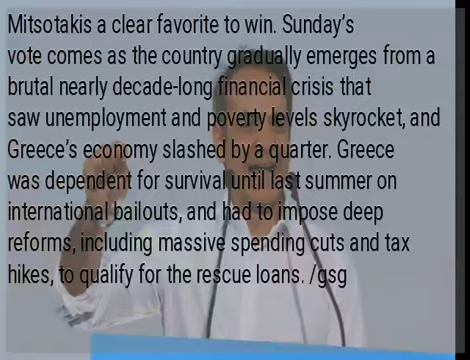 Mitsotakis a clear favorite to win. Sunday’s
vote comes as the country gradually emerges from a
brutal nearly decade-long financial crisis that
saw unemployment and poverty levels skyrocket, and
Greece’s economy slashed by a quarter. Greece
was dependent for survival until last summer on
international bailouts, and had to impose deep
reforms, including massive spending cuts and tax
hikes, to qualify for the rescue loans. /gsg